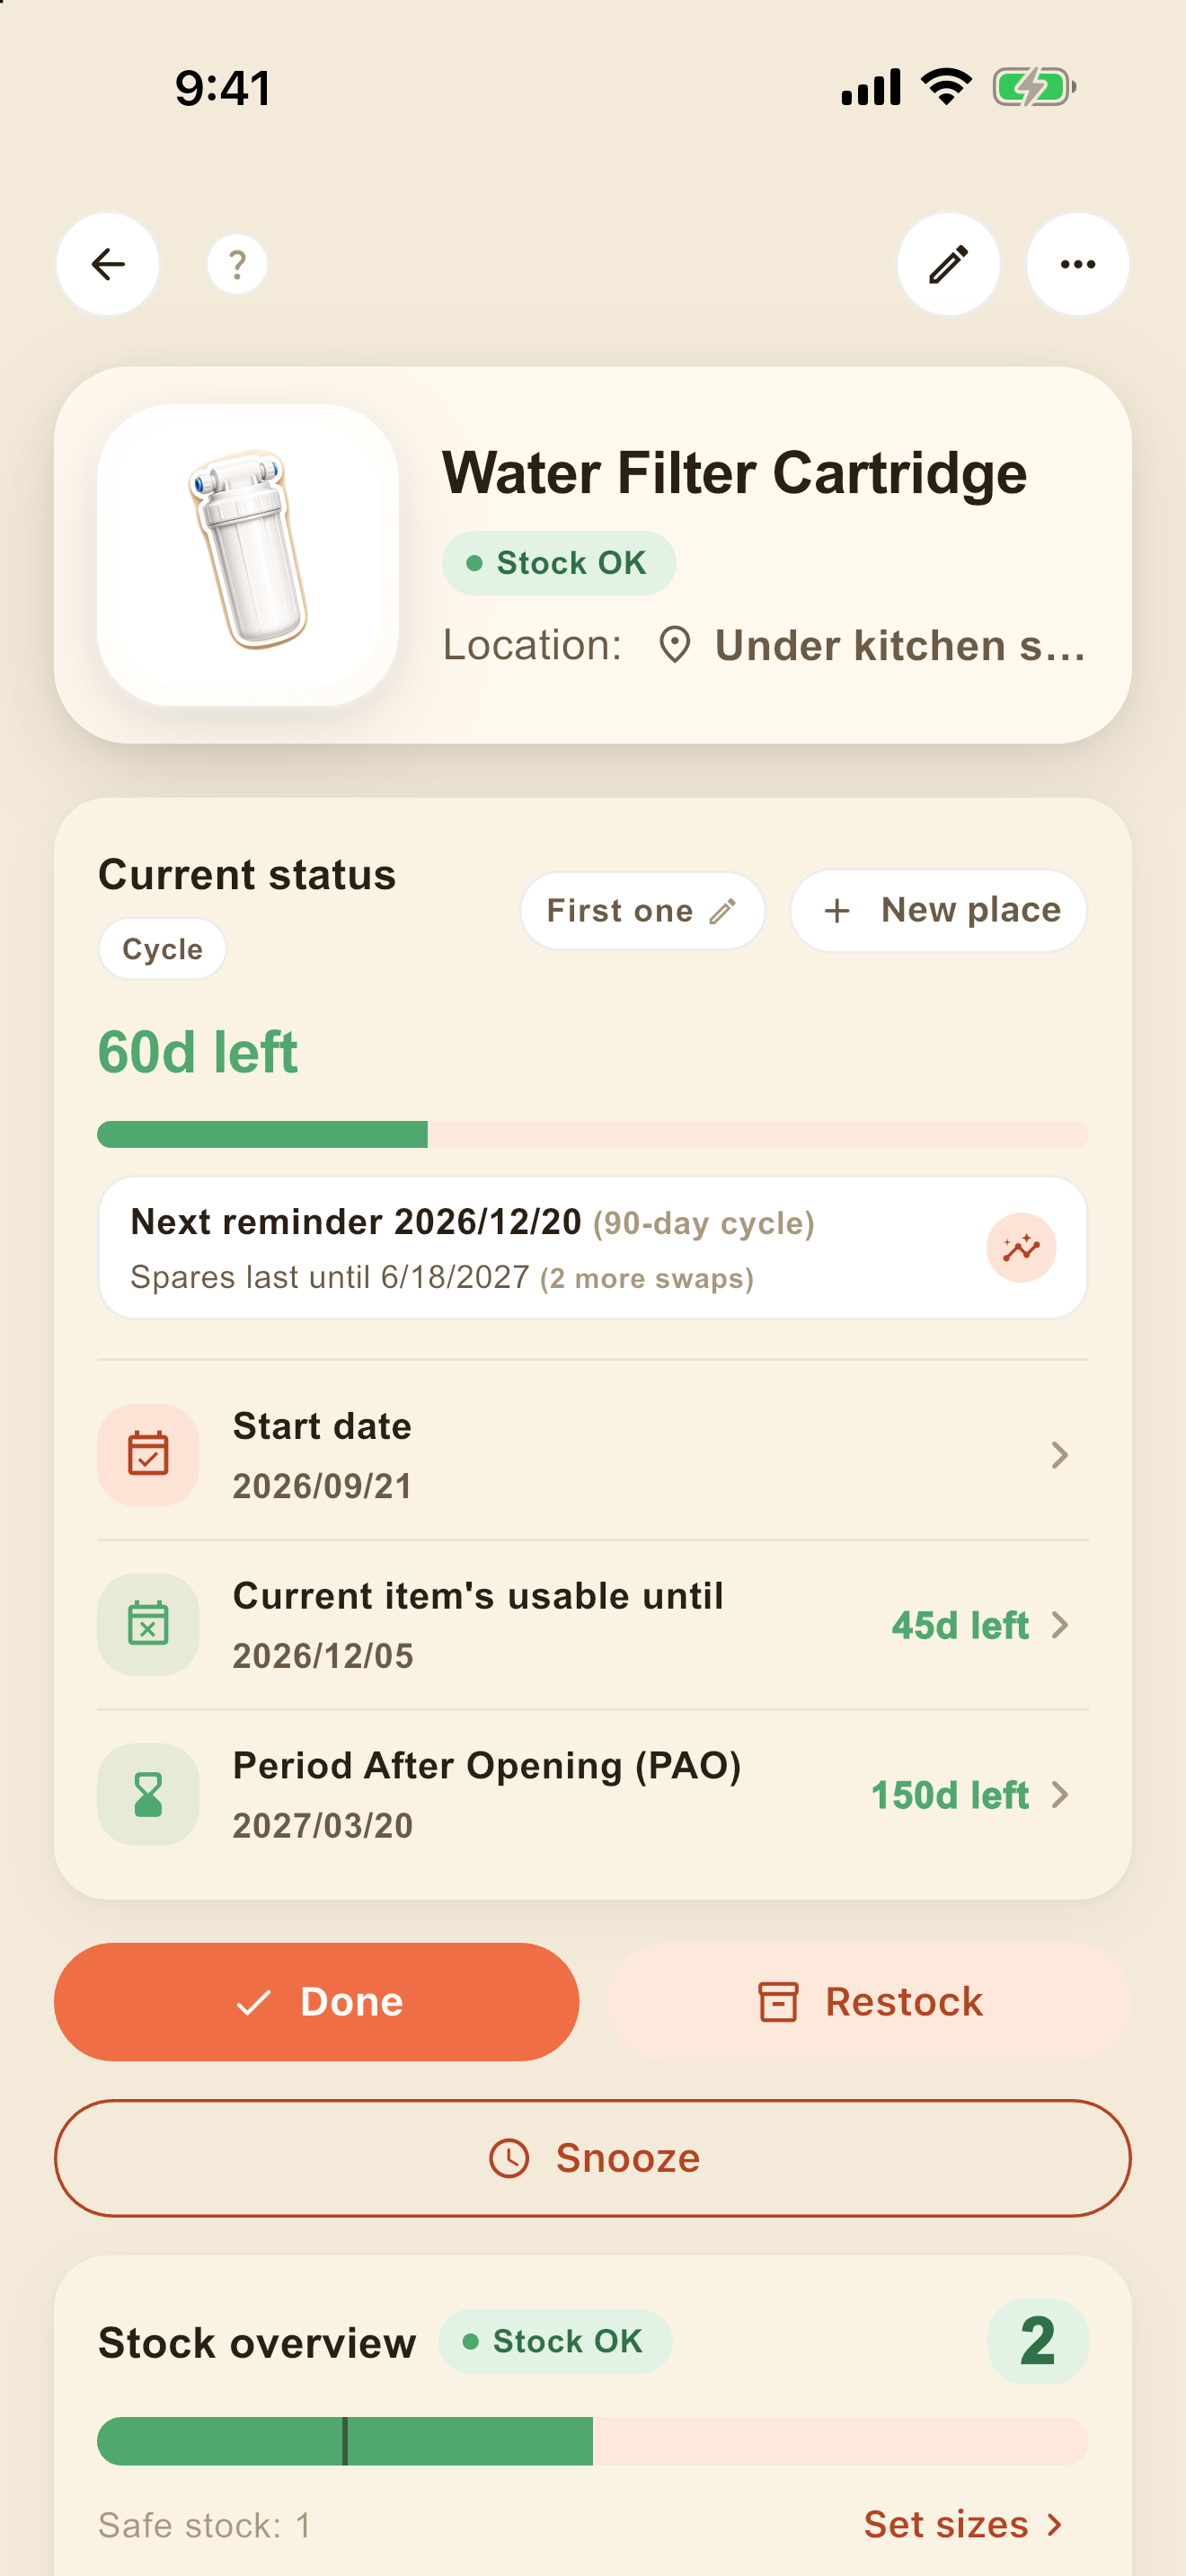 9:41
?
Water Filter Cartridge
Stock OK
Location: Under kitchen s...
Current status
First one
+ New place
Cycle
60d left
Next reminder 2026/12/20 (90-day cycle)
Spares last until 6/18/2027 (2 more swaps)
Start date
2026/09/21
Current item's usable until
2026/12/05
45d left
Period After Opening (PAO)
2027/03/20
150d left
Done
Restock
Snooze
Stock overview
Stock OK
2
Safe stock: 1
Set sizes